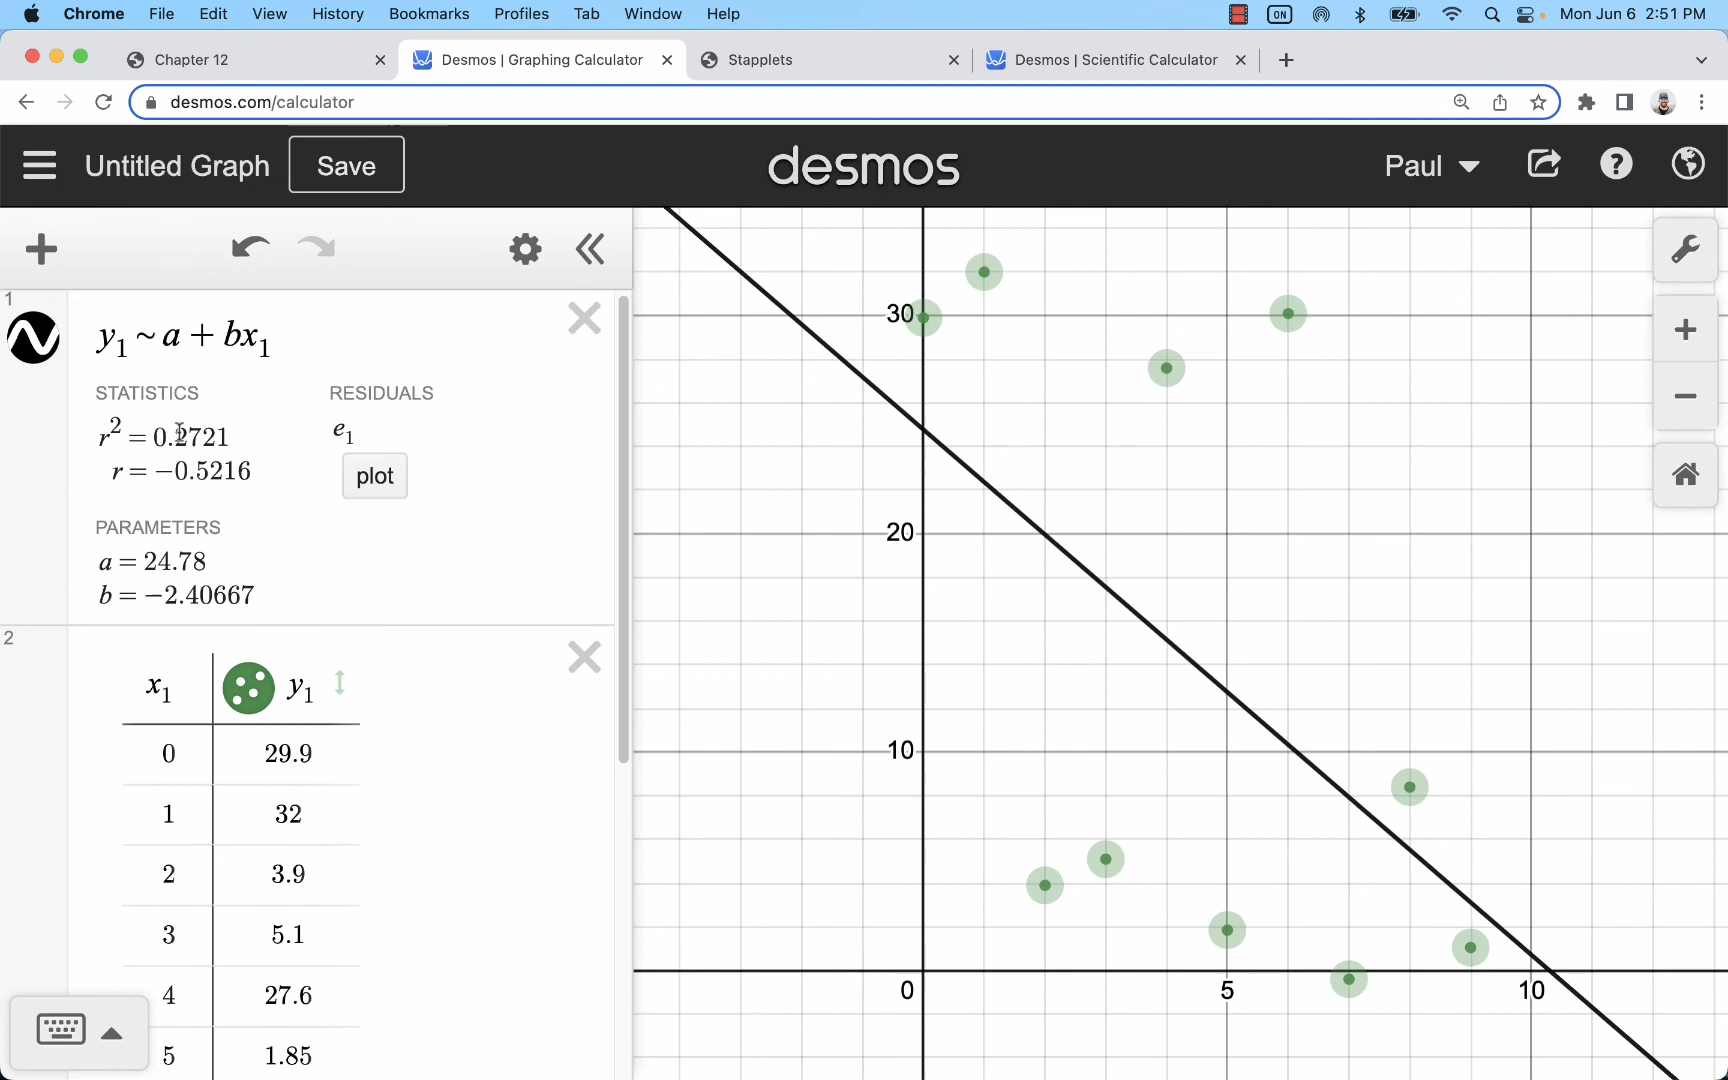 Chrome File Edit View History Bookmarks Profiles Tab Window Help ON Mon Jun 6 2:51 PM
Chapter 12 Desmos | Graphing Calculator Stapplets Desmos | Scientific Calculator
desmos.com/calculator
Untitled Graph Save desmos Paul
1
y₁ ~ a + bx₁
STATISTICS RESIDUALS
r² = 0.2721 e₁
r = −0.5216 plot
PARAMETERS
a = 24.78
b = −2.40667
2
x₁ y₁
0 29.9
1 32
2 3.9
3 5.1
4 27.6
5 1.85
30
20
10
0 5 10